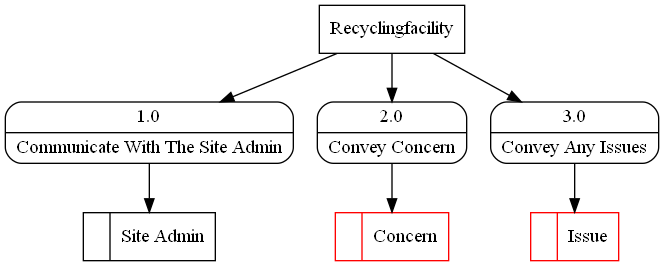 Recyclingfacility
1.0
Communicate With The Site Admin
2.0
Convey Concern
3.0
Convey Any Issues
Site Admin
Concern
Issue